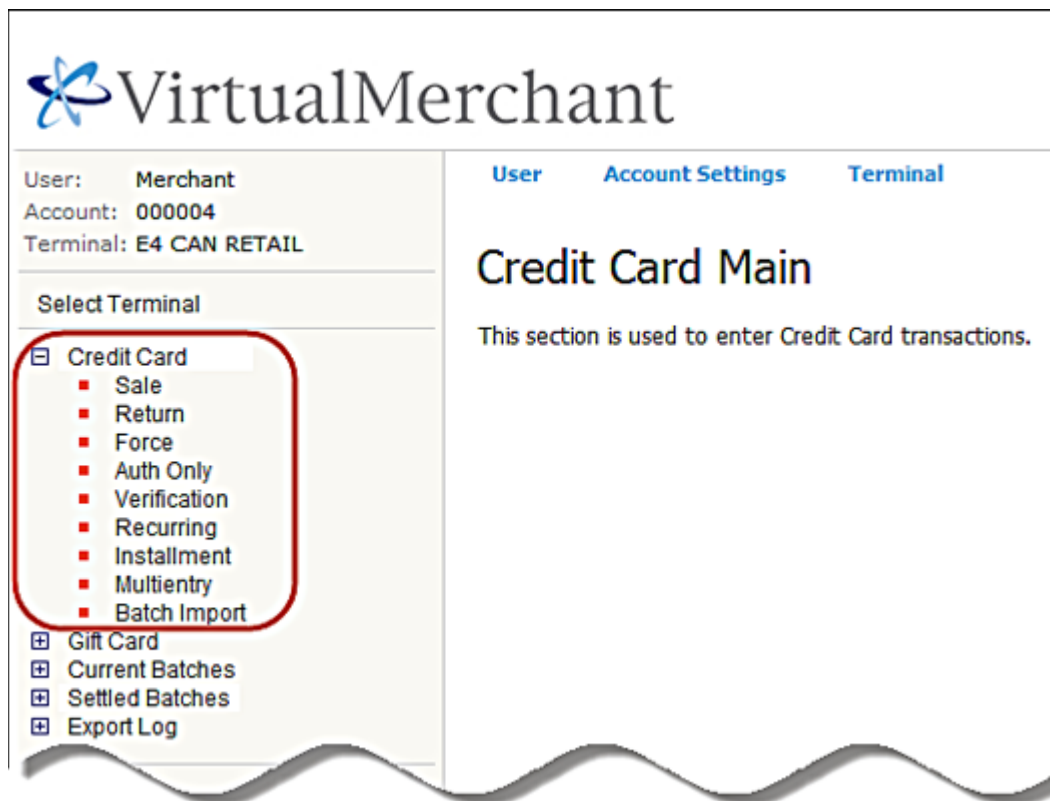 VirtualMerchant
User: Merchant
Account: 000004
Terminal: E4 CAN RETAIL
Select Terminal
Credit Card
Sale
Return
Force
Auth Only
Verification
Recurring
Installment
Multientry
Batch Import
Gift Card
Current Batches
Settled Batches
Export Log
User Account Settings Terminal
Credit Card Main
This section is used to enter Credit Card transactions.